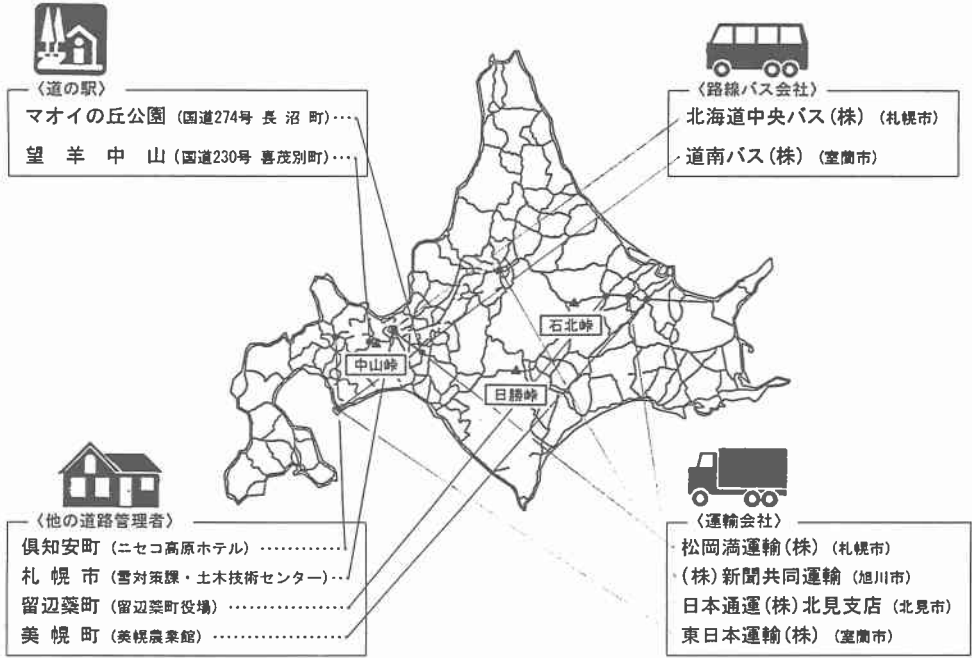 〈道の駅〉
マオイの丘公園 (国道274号 長沼町)····
望羊中山 (国道230号 喜茂別町)····
〈路線バス会社〉
北海道中央バス(株) (札幌市)
道南バス(株) (室蘭市)
石北峠
中山峠
日勝峠
〈他の道路管理者〉
倶知安町 (ニセコ高原ホテル) ················
札幌市 (雪対策課・土木技術センター)····
留辺蘂町 (留辺蘂町役場) ····················
美幌町 (美幌農業館) ······················
〈運輸会社〉
松岡満運輸(株) (札幌市)
(株)新聞共同運輸 (旭川市)
日本通運(株)北見支店 (北見市)
東日本運輸(株) (室蘭市)